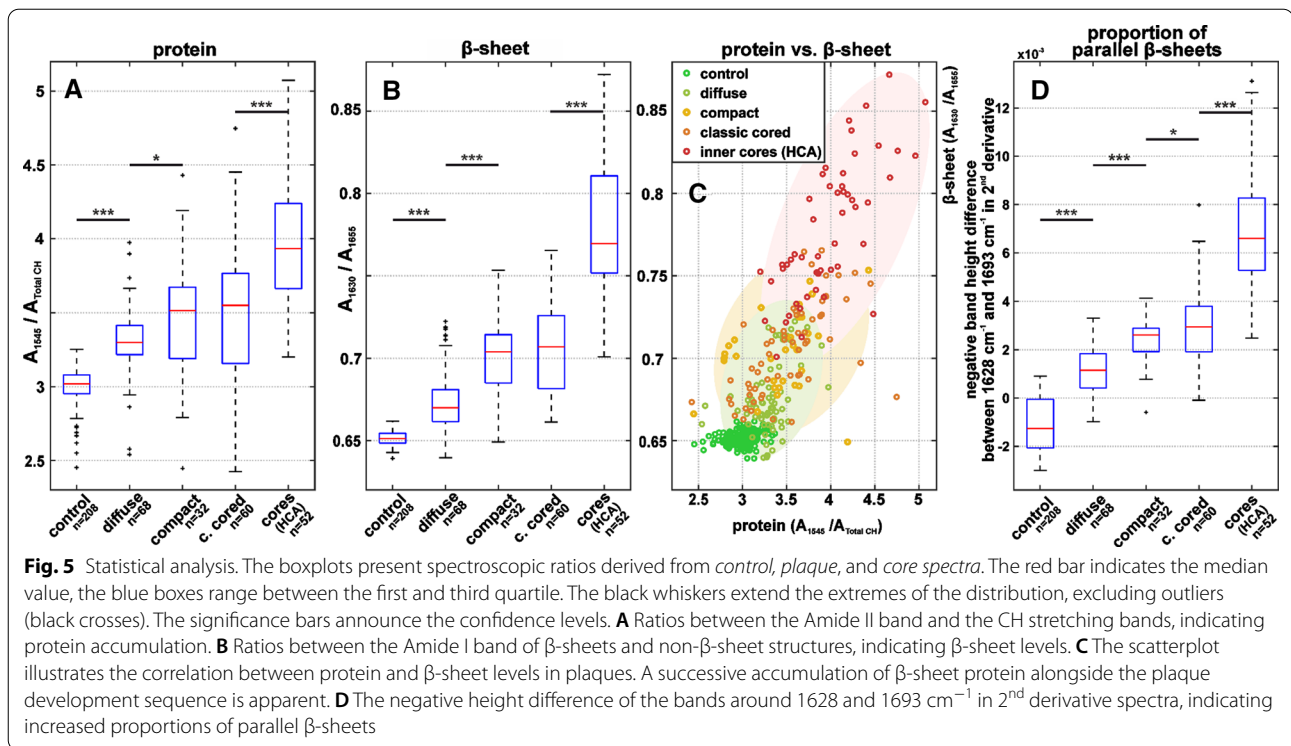 protein
A
A1545 / ATotal CH
5
4.5
4
3.5
3
2.5
***
*
***
control
n=208
diffuse
n=68
compact
n=32
c. cored
n=60
cores
(HCA)
n=52
β-sheet
B
A1630 / A1655
0.85
0.8
0.7
0.65
***
***
***
control
n=208
diffuse
n=68
compact
n=32
c. cored
n=60
cores
(HCA)
n=52
protein vs. β-sheet
control
diffuse
compact
classic cored
inner cores (HCA)
C
β-sheet (A1630 /A1655)
0.85
0.8
0.75
0.7
0.65
2.5 3 3.5 4 4.5 5
protein (A1545 /ATotal CH)
proportion of
parallel β-sheets
x10-3
D
negative band height difference
between 1628 cm-1 and 1693 cm-1 in 2nd derivative
12
10
8
6
4
2
0
-2
***
***
*
***
control
n=208
diffuse
n=68
compact
n=32
c. cored
n=60
cores
(HCA)
n=52
Fig. 5 Statistical analysis. The boxplots present spectroscopic ratios derived from control, plaque, and core spectra. The red bar indicates the median
value, the blue boxes range between the first and third quartile. The black whiskers extend the extremes of the distribution, excluding outliers
(black crosses). The significance bars announce the confidence levels. A Ratios between the Amide II band and the CH stretching bands, indicating
protein accumulation. B Ratios between the Amide I band of β-sheets and non-β-sheet structures, indicating β-sheet levels. C The scatterplot
illustrates the correlation between protein and β-sheet levels in plaques. A successive accumulation of β-sheet protein alongside the plaque
development sequence is apparent. D The negative height difference of the bands around 1628 and 1693 cm−1 in 2nd derivative spectra, indicating
increased proportions of parallel β-sheets